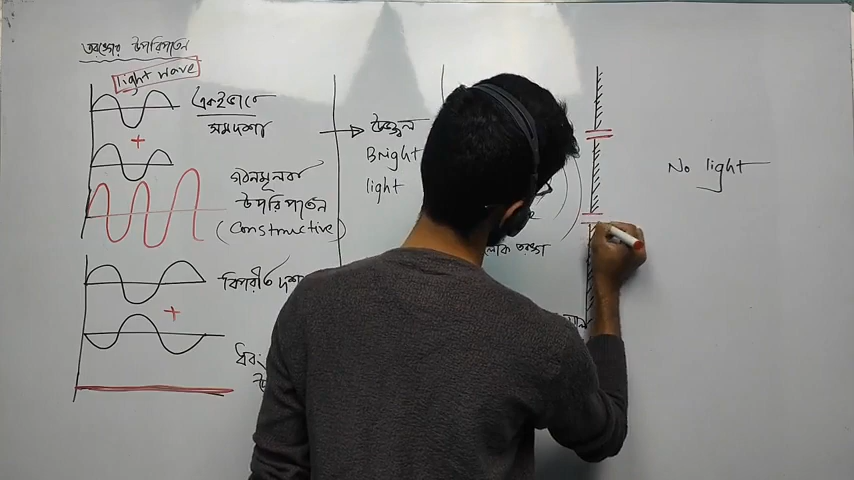 তরঙ্গের উপরিপাতন
light wave
একইভাবে
সমদশা
+
গঠনমূলক
উপরিপাতন
(Constructive)
বিপরীত দশা
+
উজ্জ্বল
Bright
light
তরঙ্গ
No light